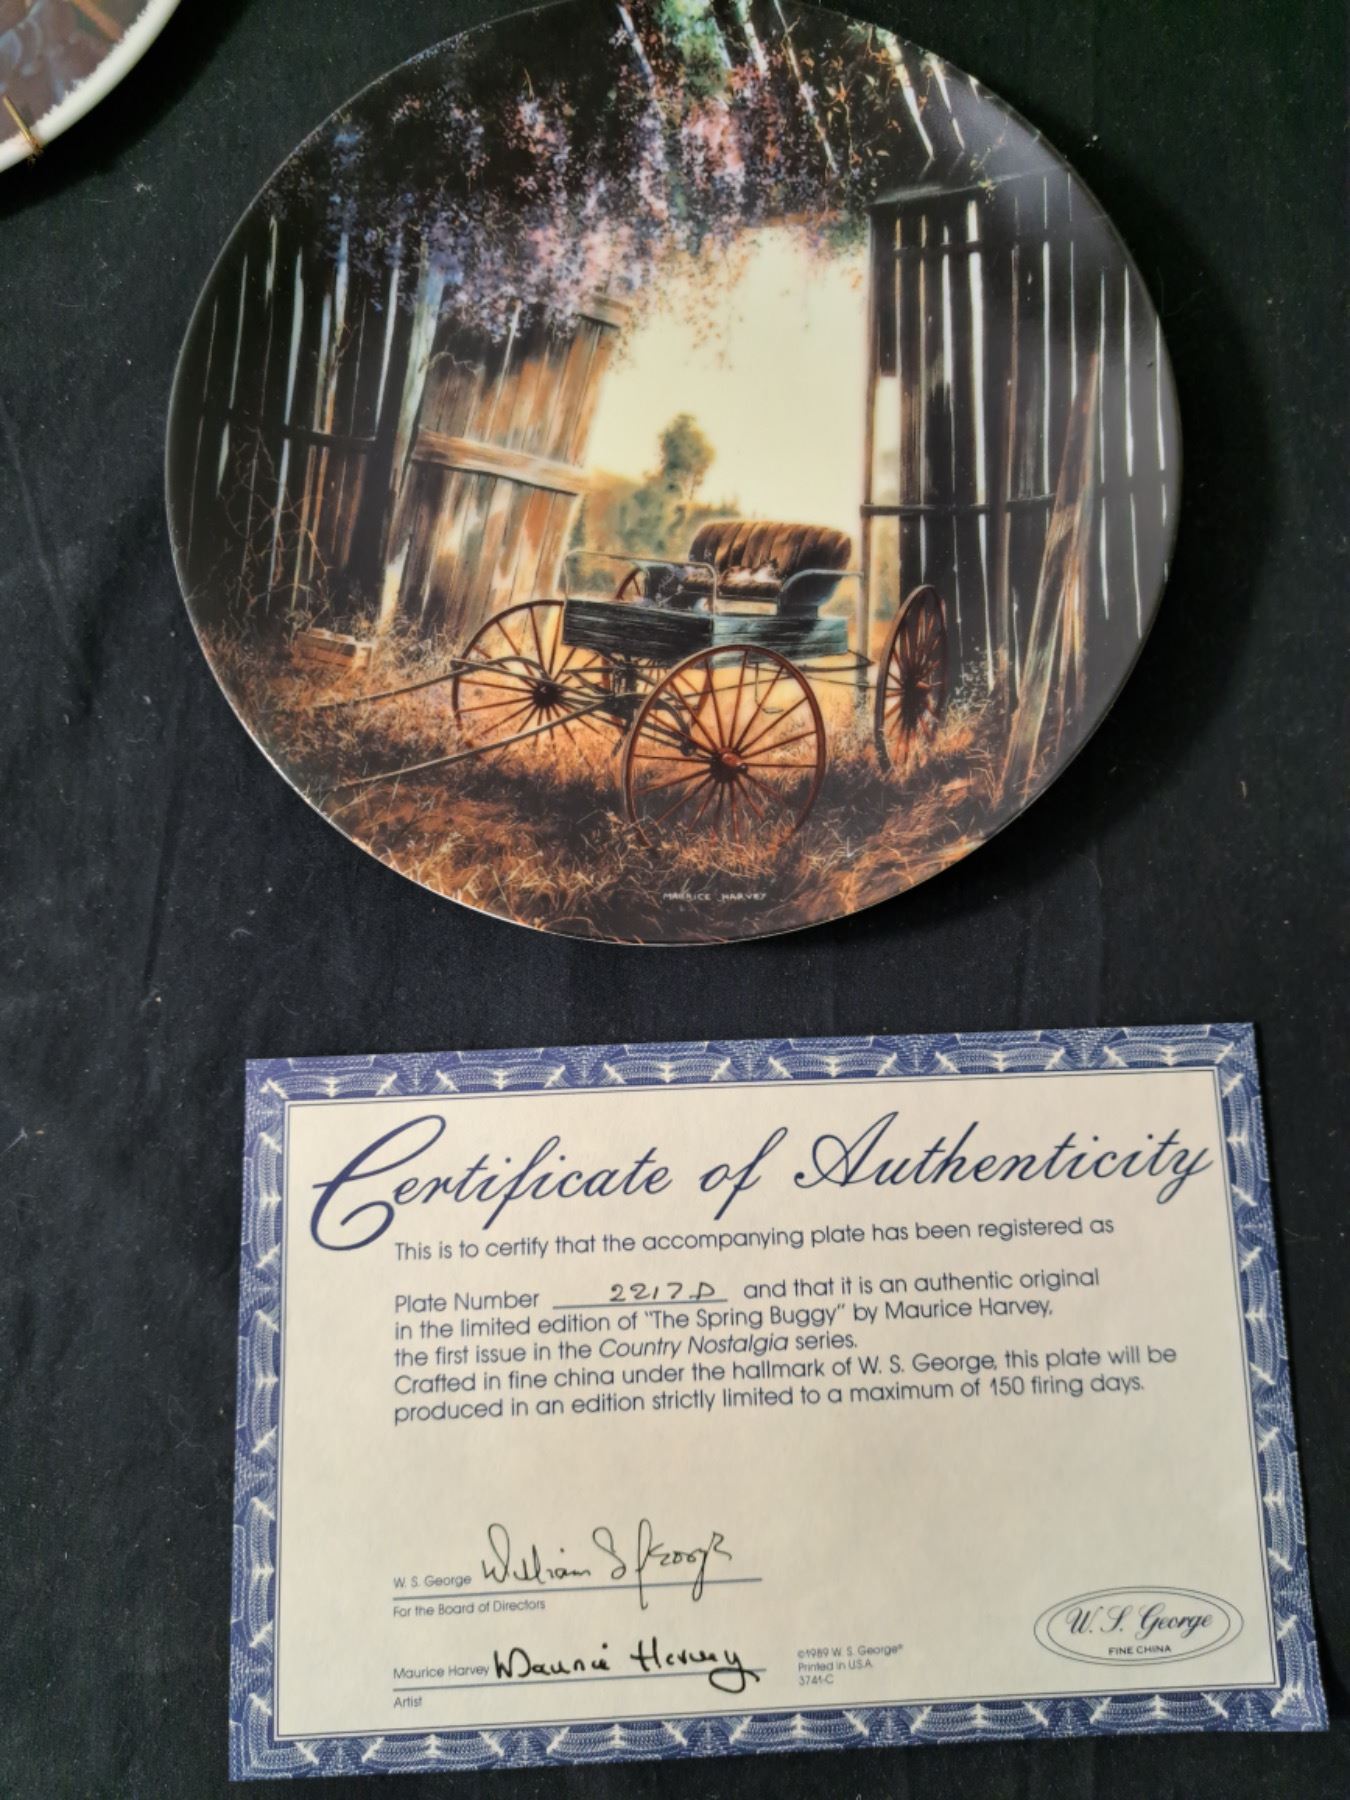 MAURICE HARVEY
Certificate of Authenticity
This is to certify that the accompanying plate has been registered as
Plate Number 2217D and that it is an authentic original
in the limited edition of "The Spring Buggy" by Maurice Harvey,
the first issue in the Country Nostalgia series.
Crafted in fine china under the hallmark of W. S. George, this plate will be
produced in an edition strictly limited to a maximum of 150 firing days.
W. S. George William S George
For the Board of Directors
Maurice Harvey Maurice Harvey
Artist
©1989 W. S. George®
Printed in U.S.A.
3741-C
W. S. George
FINE CHINA